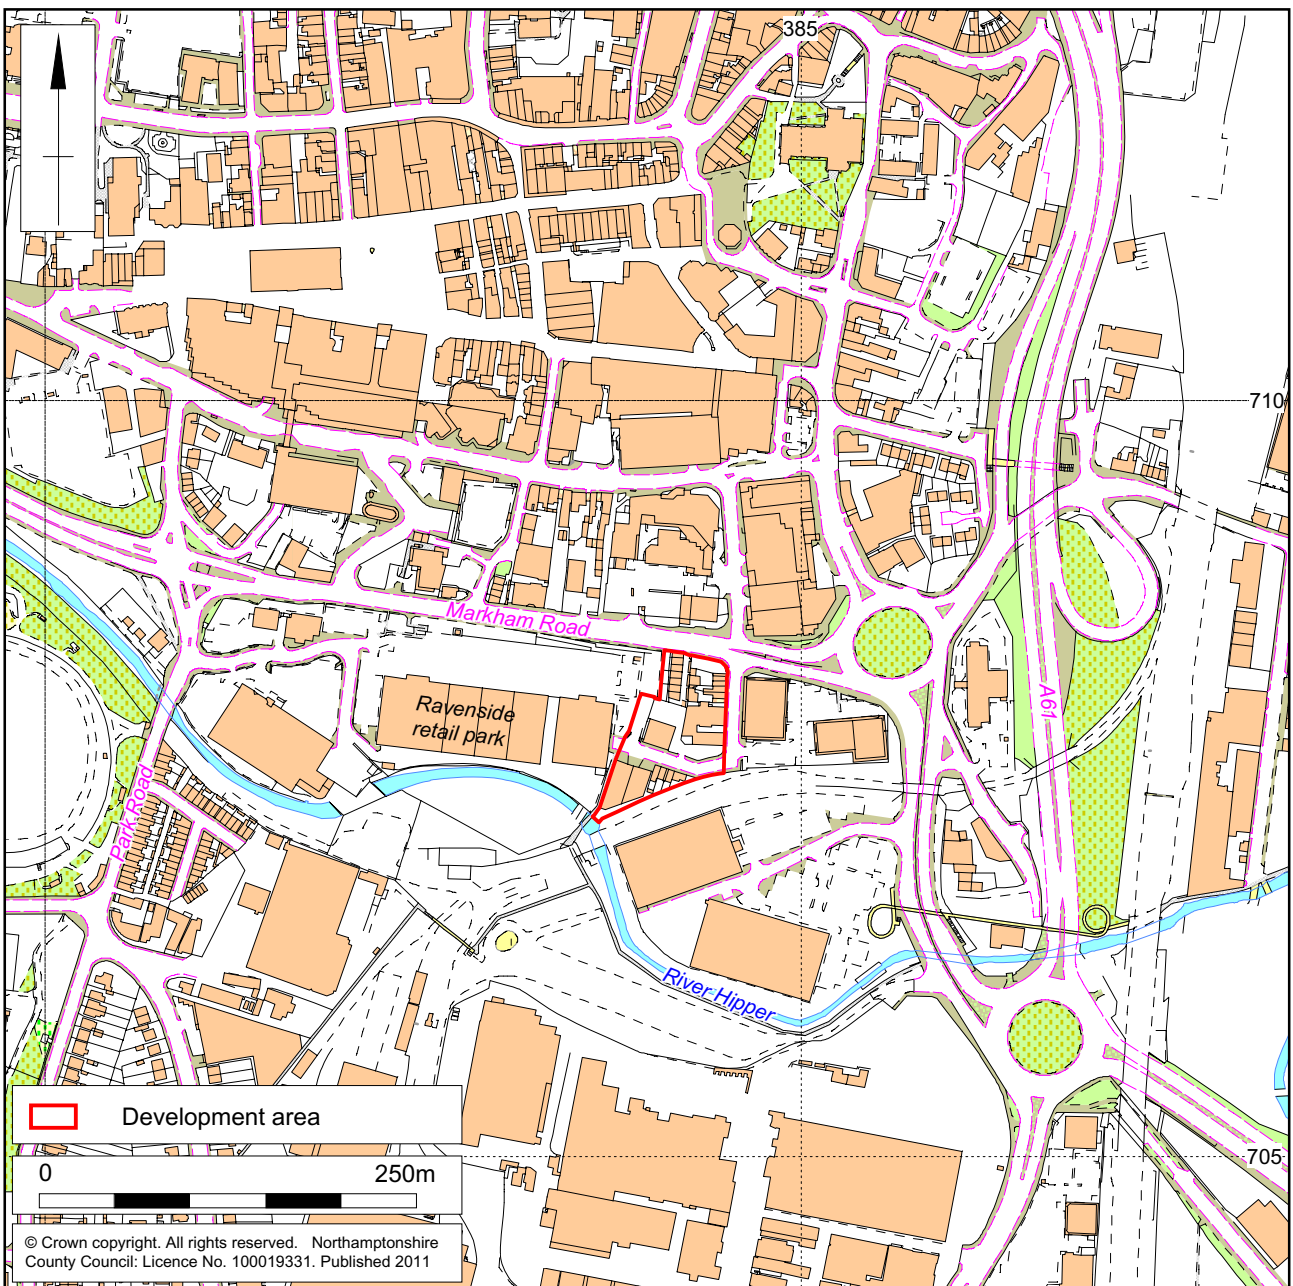 385
710
Markham Road
Ravenside
retail park
A61
Park Road
River Hipper
Development area
705
0 250m
© Crown copyright. All rights reserved. Northamptonshire
County Council: Licence No. 100019331. Published 2011